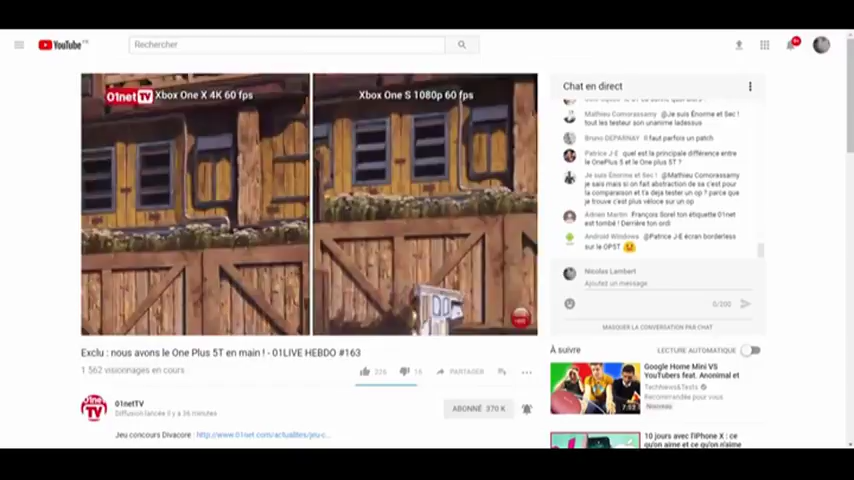 YouTube FR
Rechercher
9+
01net TV
Xbox One X 4K 60 fps
Xbox One S 1080p 60 fps
Exclu : nous avons le One Plus 5T en main ! - 01LIVE HEBDO #163
1 562 visionnages en cours
226
16
PARTAGER
01net TV
01netTV
Diffusion lancée il y a 36 minutes
ABONNÉ 370 K
Jeu concours Divacore : http://www.01net.com/actualites/jeu-c...
Chat en direct
Mathieu Comorassamy @Je suis Énorme et Sec !
tout les testeur son unanime ladessus
Bruno DEPARNAY Il faut parfois un patch
Patrice J-E quel est la principale différence entre
le OnePlus 5 et le One plus 5T ?
Je suis Énorme et Sec ! @Mathieu Comorassamy
je sais mais si on fait abstraction de sa c'est pour
la comparaison et t'a deja tester un op ? parce que
je trouve c'est plus véloce sur un op
Adrien Martin François Sorel ton étiquette 01net
est tombé ! Derrière ton ordi
Android Windowa @Patrice J-E écran borderless
sur le OP5T
Nicolas Lambert
Ajoutez un message
0/200
MASQUER LA CONVERSATION PAR CHAT
À suivre
LECTURE AUTOMATIQUE
Google Home Mini VS
YouTubers feat. Anonimal et
TechNews&Tests
Recommandée pour vous
Nouveau
7:53
10 jours avec l'iPhone X : ce
qu'on aime et ce qu'on n'aime